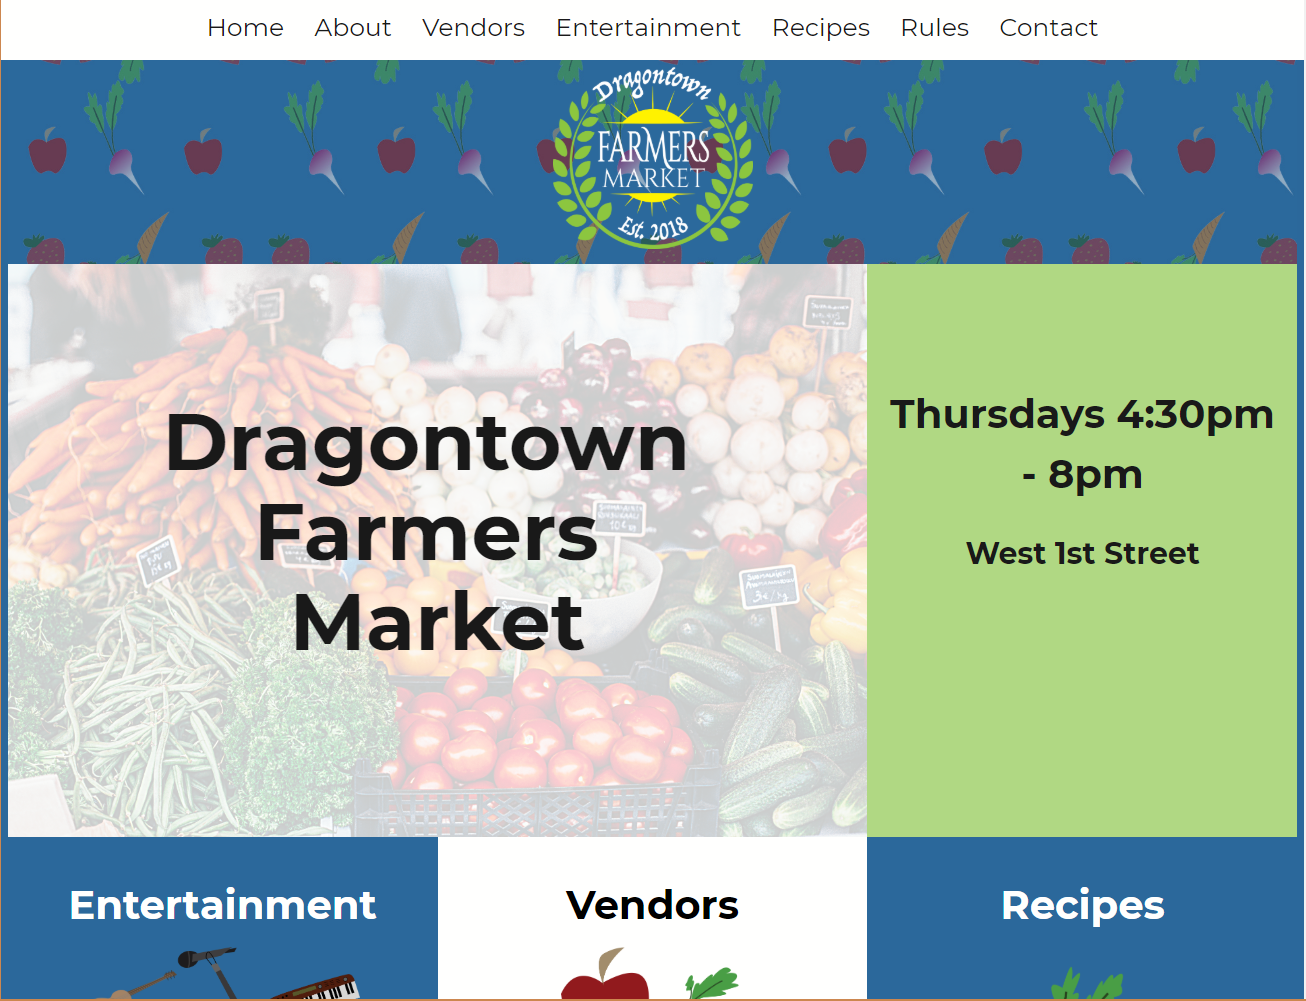 Home About Vendors Entertainment Recipes Rules Contact
Dragontown
FARMERS
MARKET
Est. 2018
Dragontown
Farmers
Market
Thursdays 4:30pm
- 8pm
West 1st Street
Entertainment
Vendors
Recipes